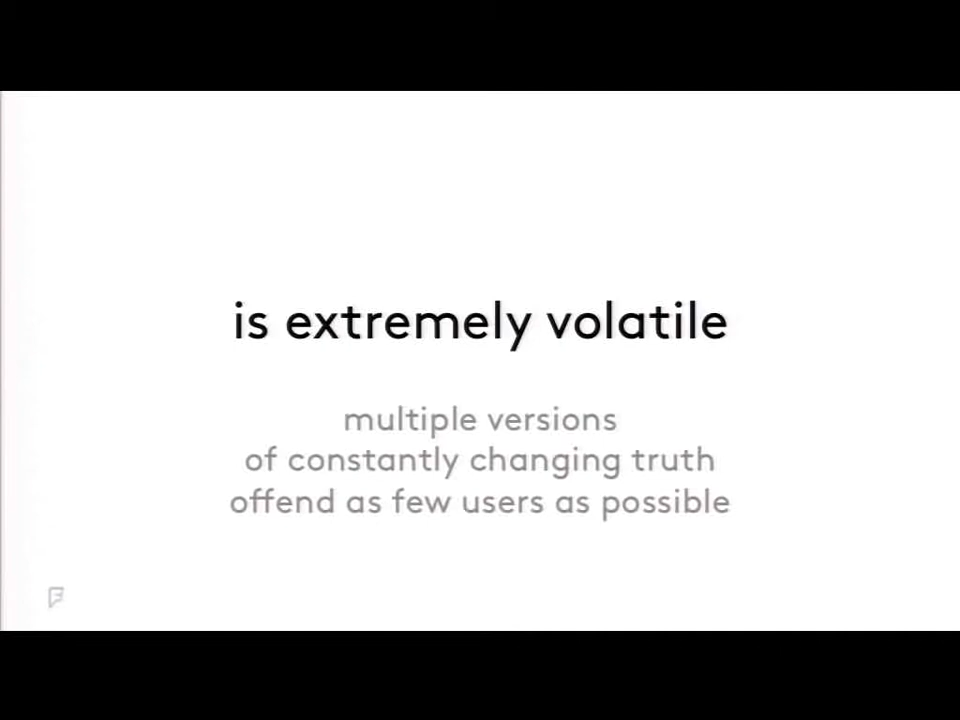 is extremely volatile
multiple versions
of constantly changing truth
offend as few users as possible